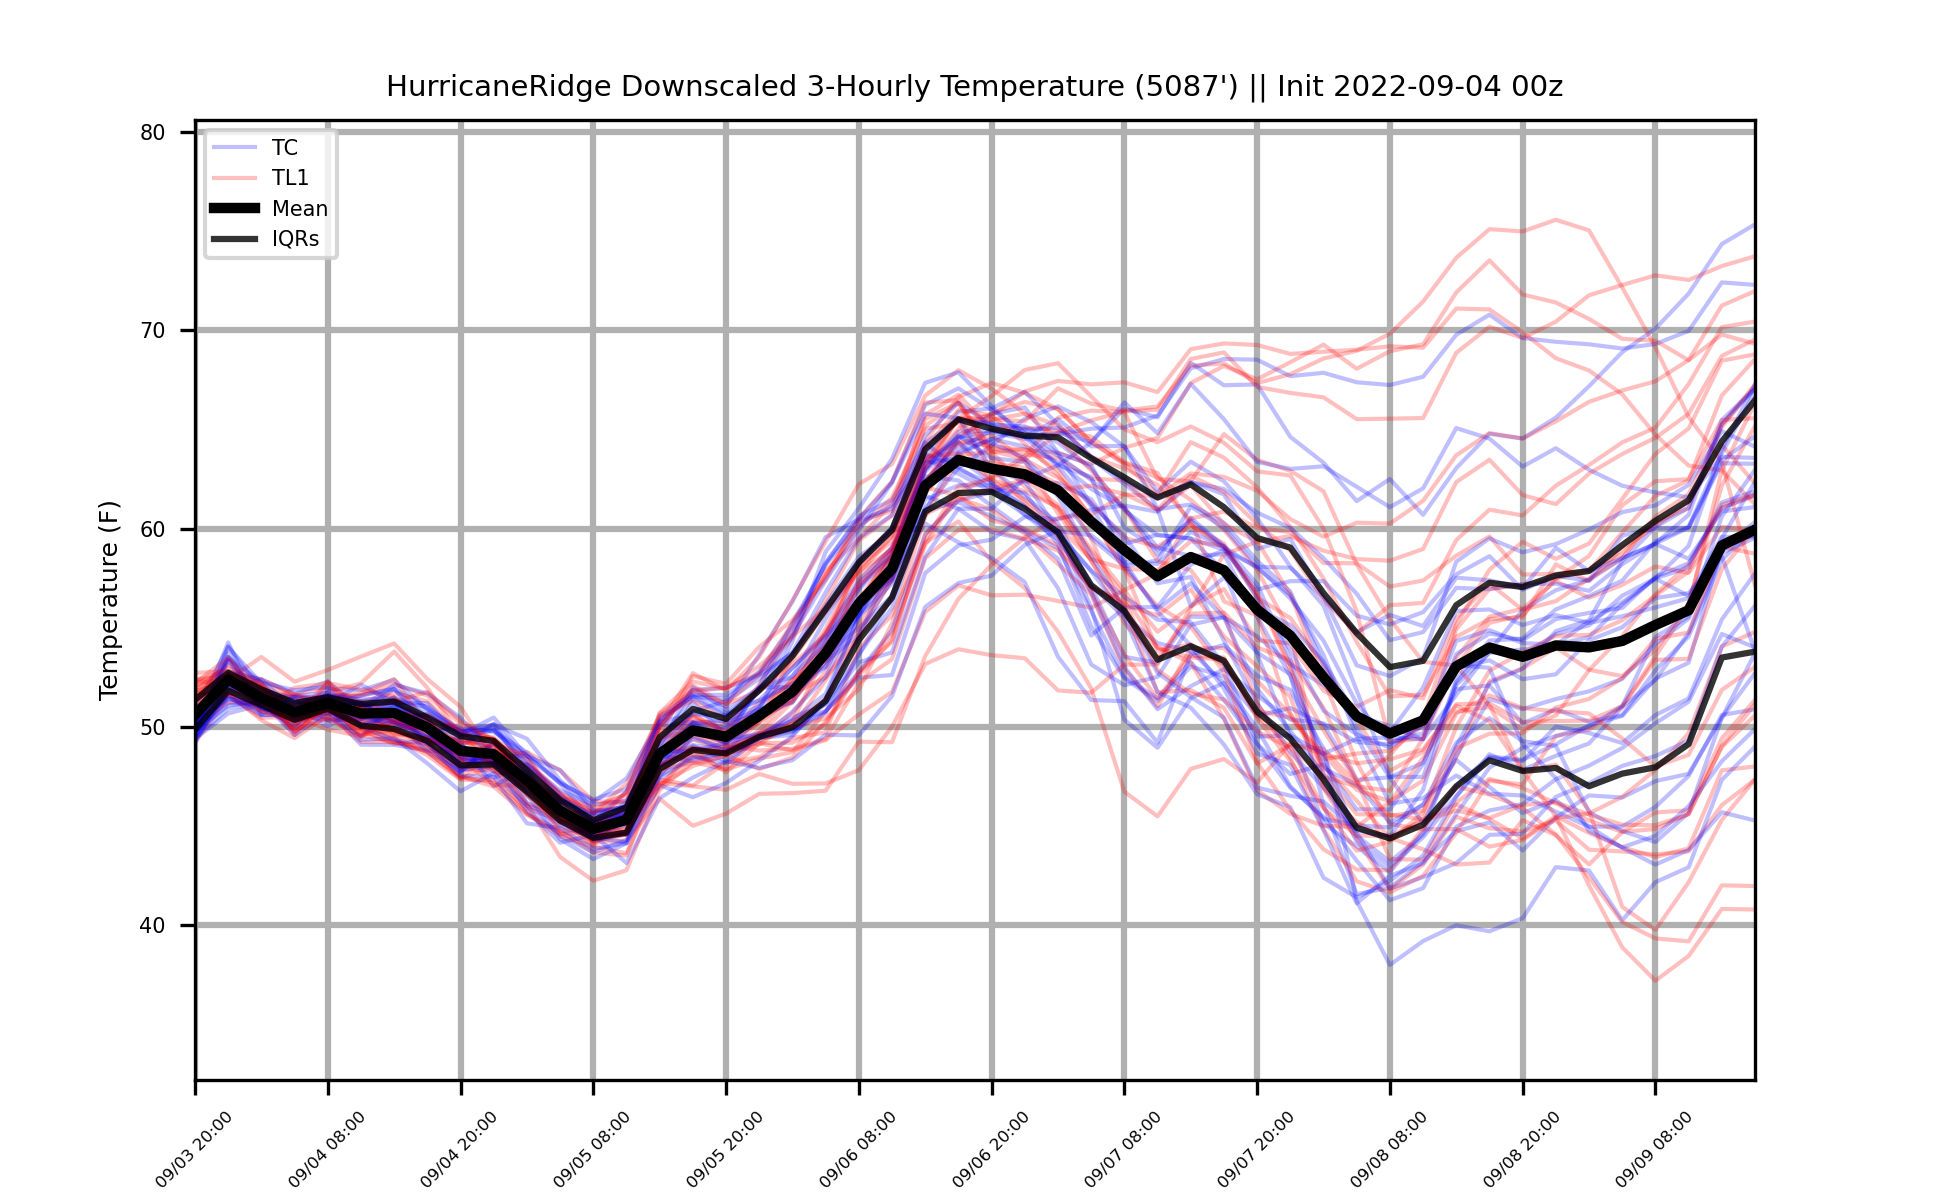 HurricaneRidge Downscaled 3-Hourly Temperature (5087') || Init 2022-09-04 00z
TC
TL1
Mean
IQRs
Temperature (F)
80
70
60
50
40
09/03 20:00
09/04 08:00
09/04 20:00
09/05 08:00
09/05 20:00
09/06 08:00
09/06 20:00
09/07 08:00
09/07 20:00
09/08 08:00
09/08 20:00
09/09 08:00